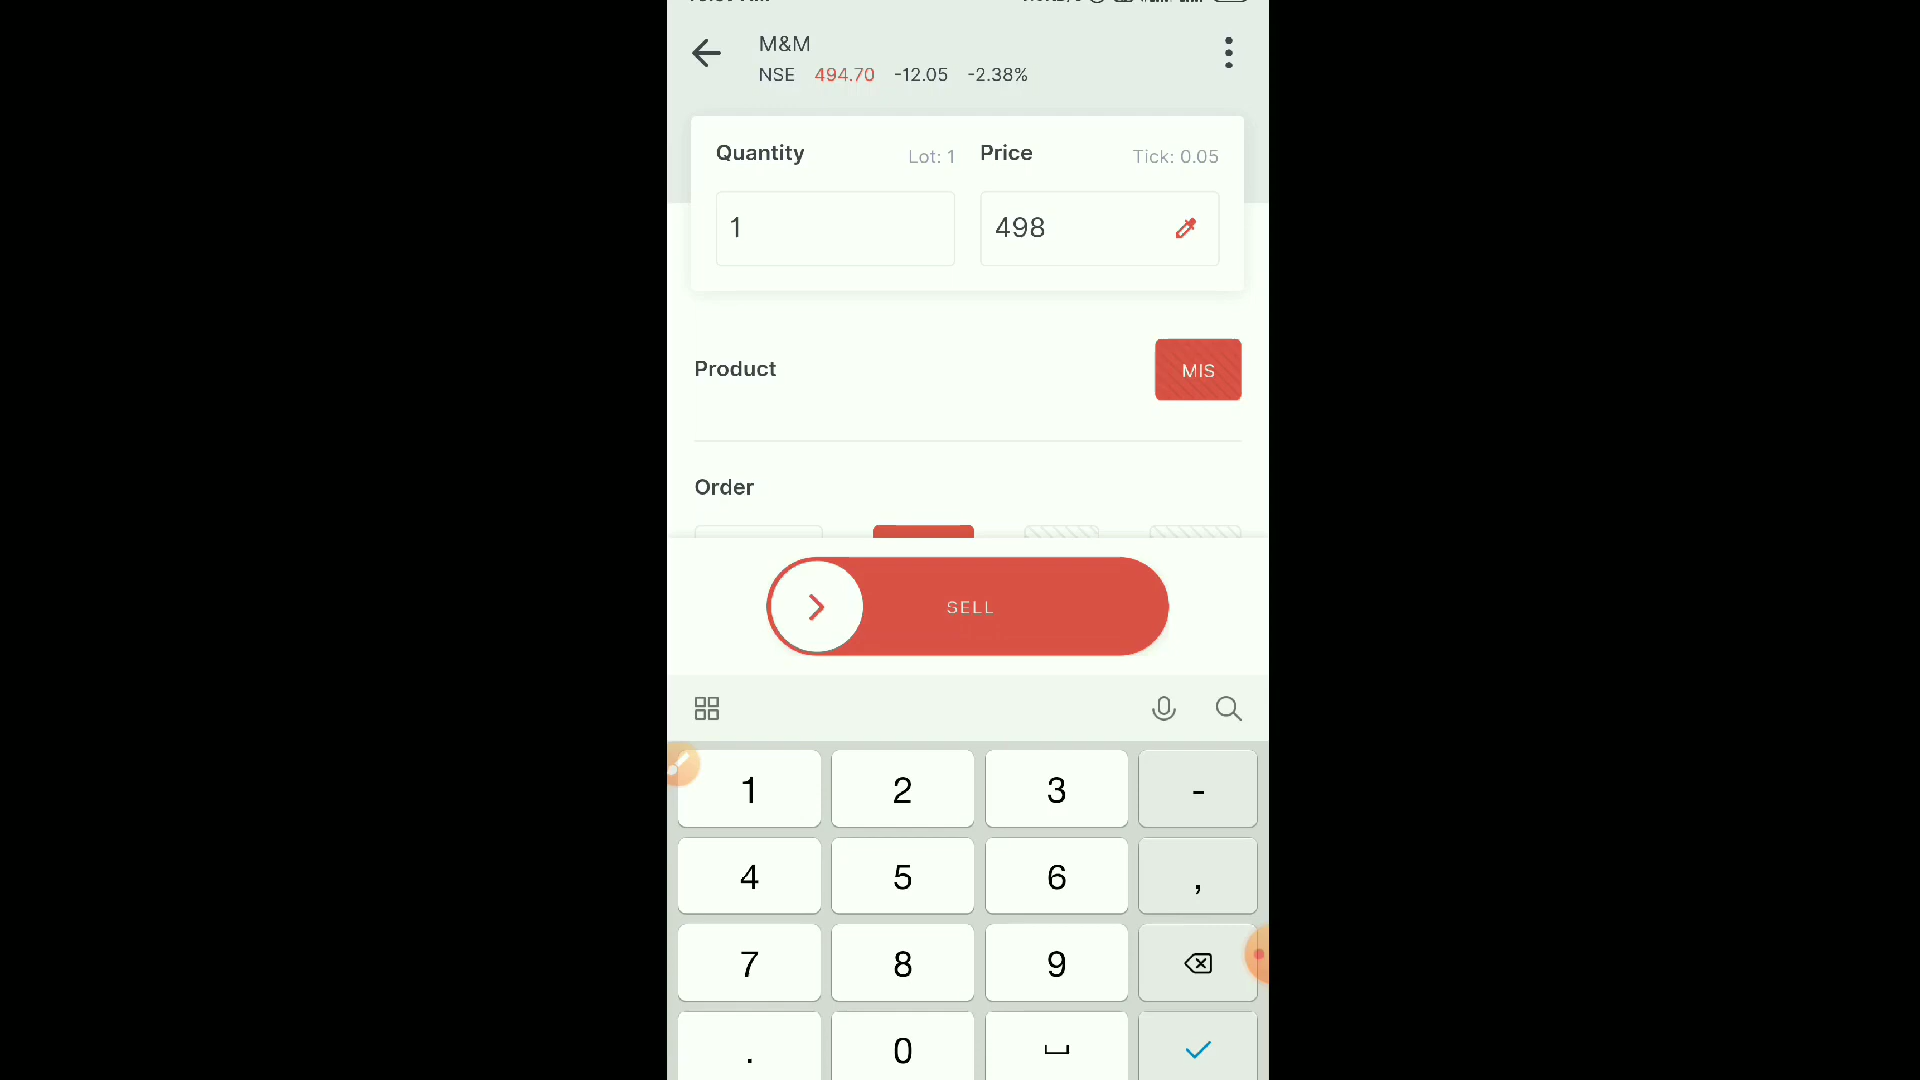 M&M
NSE 494.70 -12.05 -2.38%
Quantity Lot: 1 Price Tick: 0.05
1 498
Product MIS
Order
SELL
1 2 3 -
4 5 6 ,
7 8 9
. 0